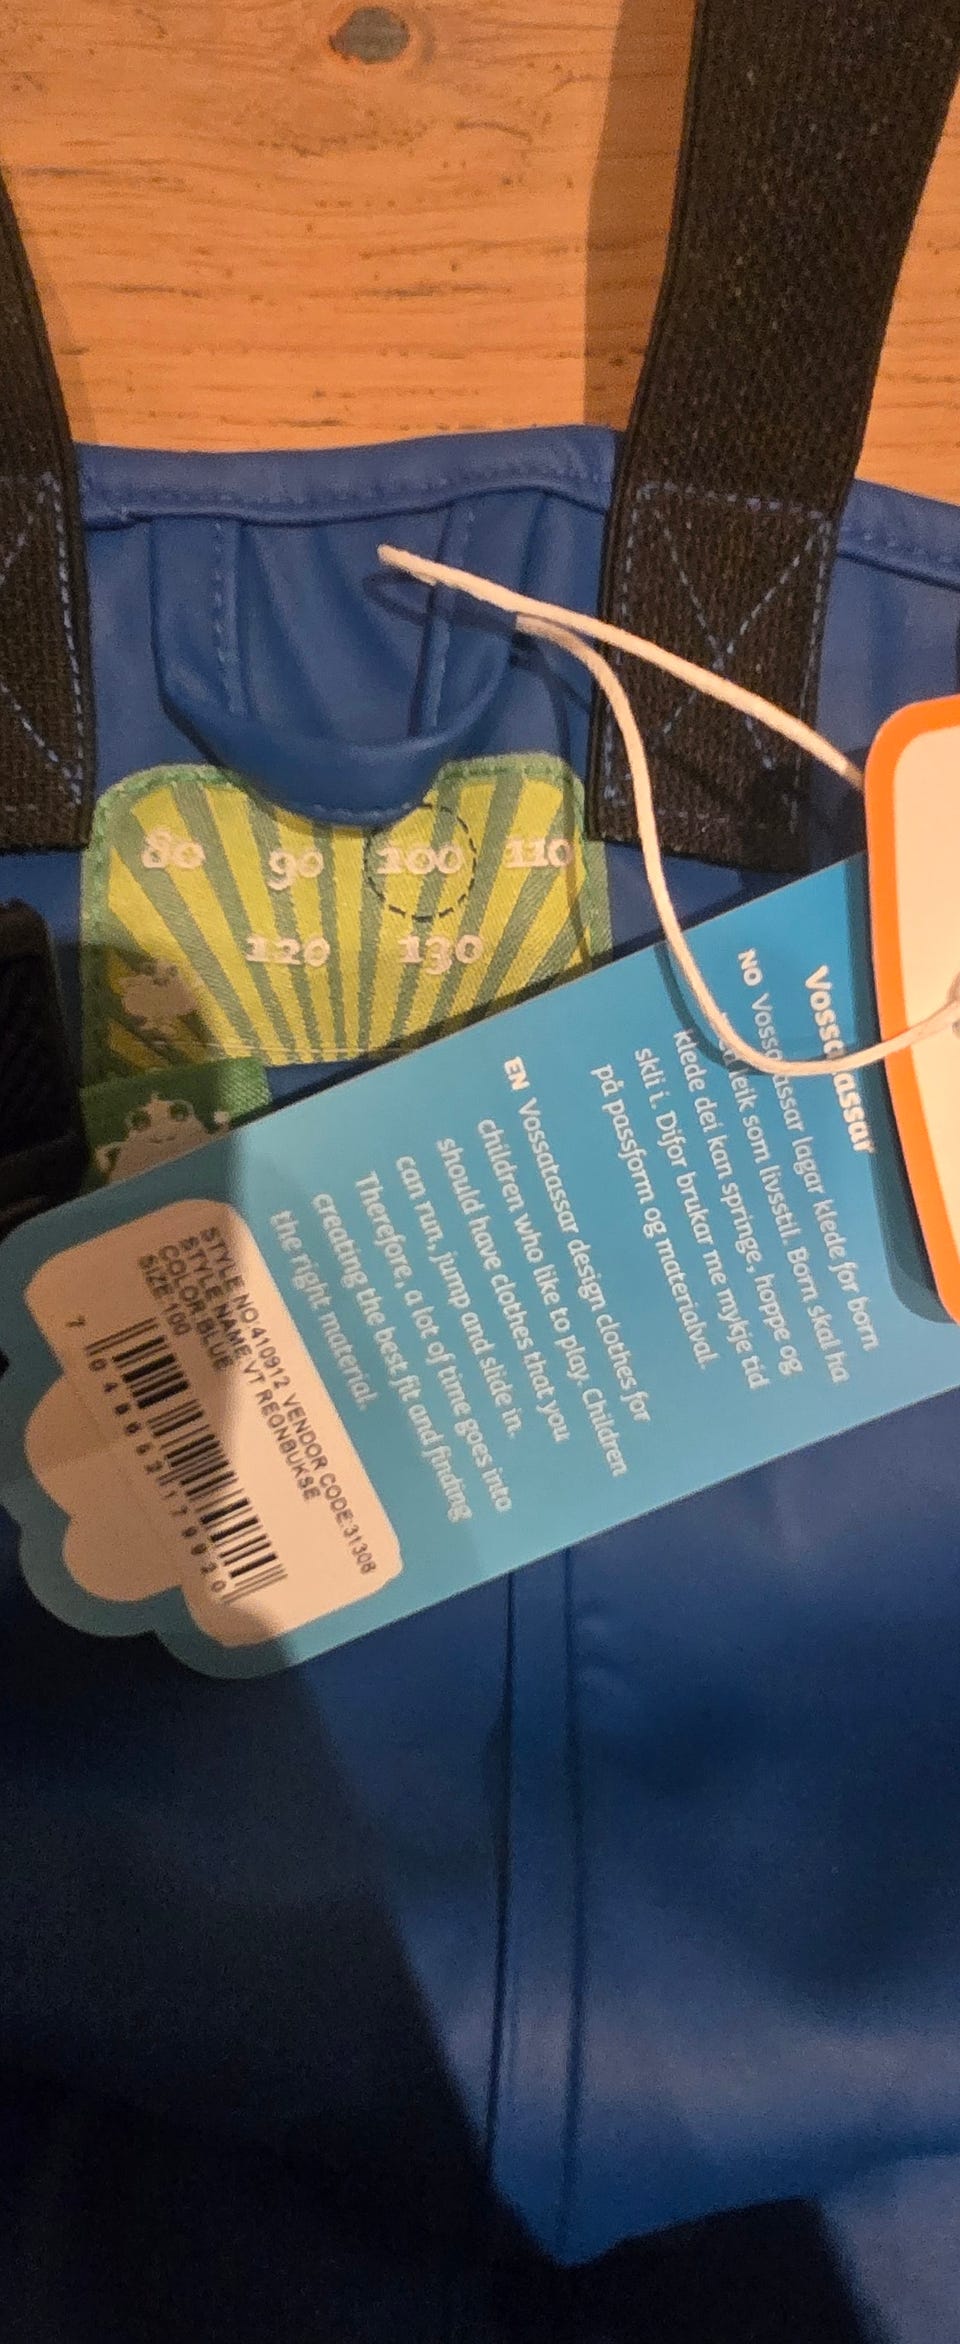 80 90 100 110
120 130
Vossatassar
NO Vossatassar lagar klede for born
leik som livsstil. Born skal ha
klede dei kan springe, hoppe og
skli i. Difor brukar me mykje tid
på passform og materialval.
EN Vossatassar design clothes for
children who like to play. Children
should have clothes that you
can run, jump and slide in.
Therefore, a lot of time goes into
creating the best fit and finding
the right material.
STYLE NO:410912 VENDOR CODE:31308
STYLE NAME:VT REGNBUKSE
COLOR BLUE
SIZE 100